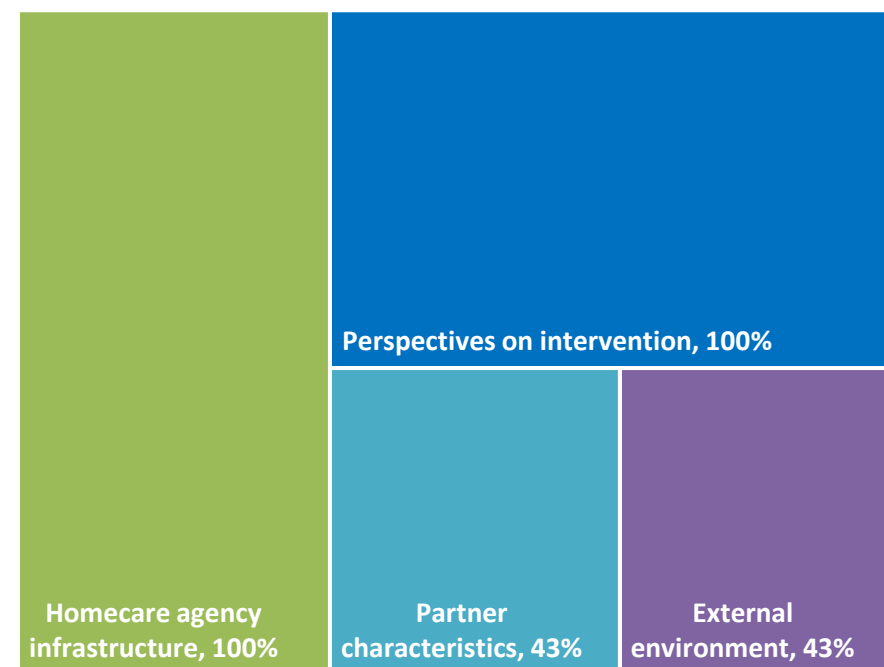 Perspectives on intervention, 100%
Homecare agency
infrastructure, 100%
Partner
characteristics, 43%
External
environment, 43%